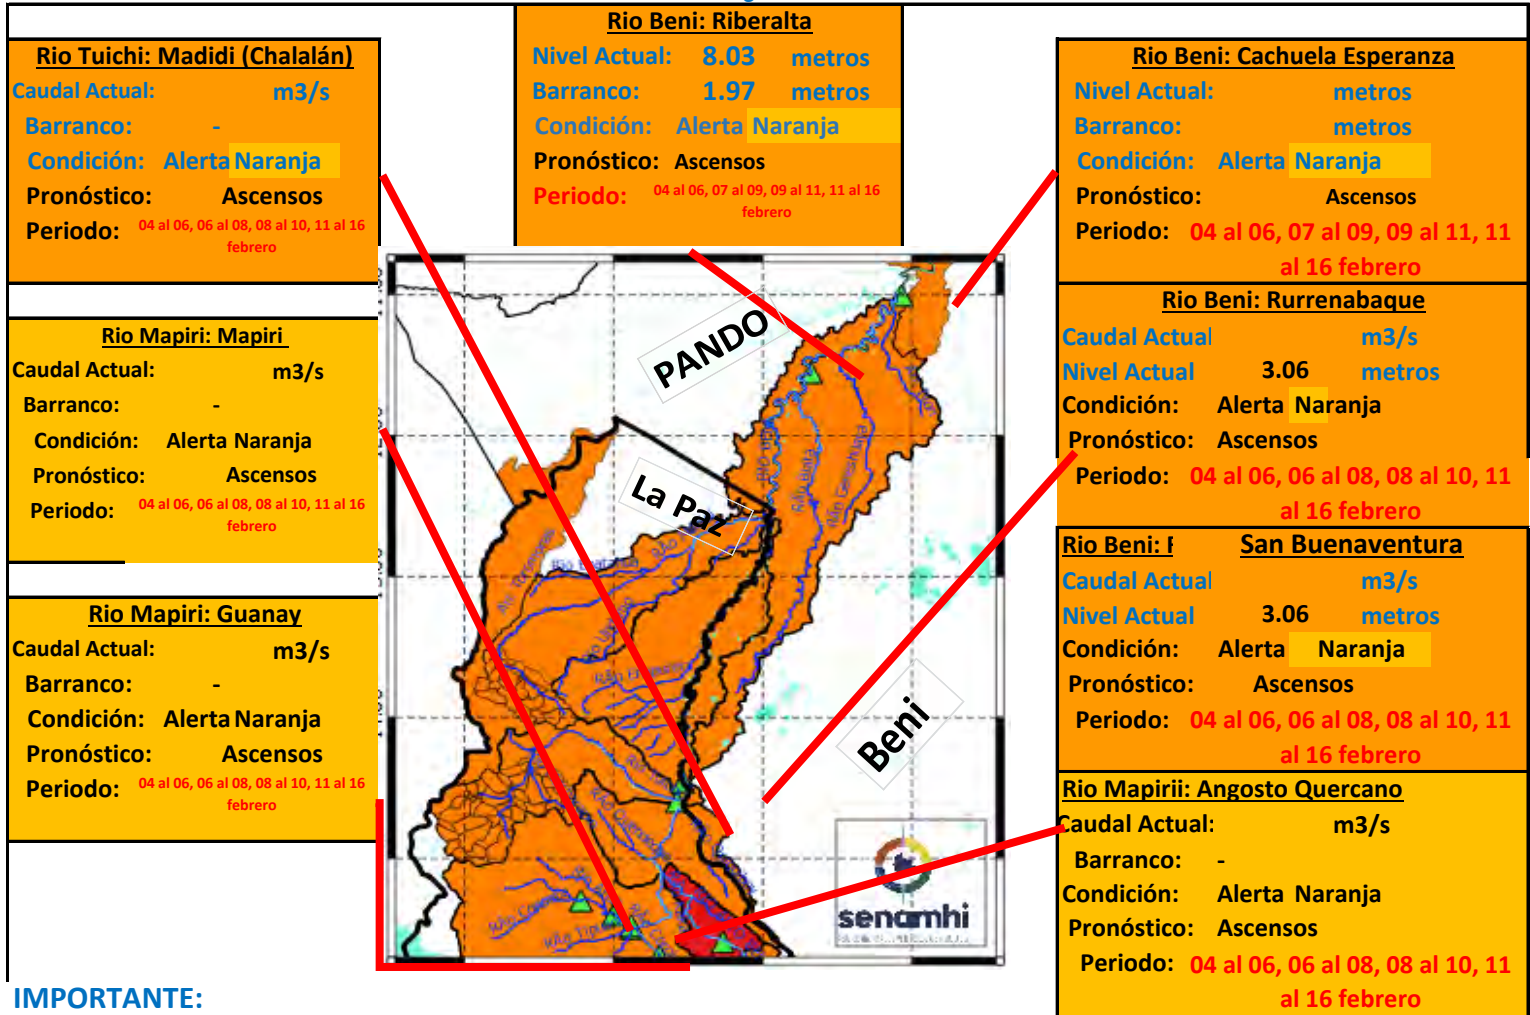 Rio Beni: Riberalta
Nivel Actual: 8.03 metros
Barranco: 1.97 metros
Condición: Alerta Naranja
Pronóstico: Ascensos
Periodo: 04 al 06, 07 al 09, 09 al 11, 11 al 16
febrero
Rio Tuichi: Madidi (Chalalán)
Caudal Actual: m3/s
Barranco: -
Condición: Alerta Naranja
Pronóstico: Ascensos
Periodo: 04 al 06, 06 al 08, 08 al 10, 11 al 16
febrero
Rio Mapiri: Mapiri
Caudal Actual: m3/s
Barranco: -
Condición: Alerta Naranja
Pronóstico: Ascensos
Periodo: 04 al 06, 06 al 08, 08 al 10, 11 al 16
febrero
Rio Mapiri: Guanay
Caudal Actual: m3/s
Barranco: -
Condición: Alerta Naranja
Pronóstico: Ascensos
Periodo: 04 al 06, 06 al 08, 08 al 10, 11 al 16
febrero
PANDO
La Paz
Beni
senamhi
Rio Beni: Cachuela Esperanza
Nivel Actual: metros
Barranco: metros
Condición: Alerta Naranja
Pronóstico: Ascensos
Periodo: 04 al 06, 07 al 09, 09 al 11, 11
al 16 febrero
Rio Beni: Rurrenabaque
Caudal Actual m3/s
Nivel Actual 3.06 metros
Condición: Alerta Naranja
Pronóstico: Ascensos
Periodo: 04 al 06, 06 al 08, 08 al 10, 11
al 16 febrero
Rio Beni: San Buenaventura
Caudal Actual m3/s
Nivel Actual 3.06 metros
Condición: Alerta Naranja
Pronóstico: Ascensos
Periodo: 04 al 06, 06 al 08, 08 al 10, 11
al 16 febrero
Rio Mapirii: Angosto Quercano
Caudal Actual: m3/s
Barranco: -
Condición: Alerta Naranja
Pronóstico: Ascensos
Periodo: 04 al 06, 06 al 08, 08 al 10, 11
al 16 febrero
IMPORTANTE: